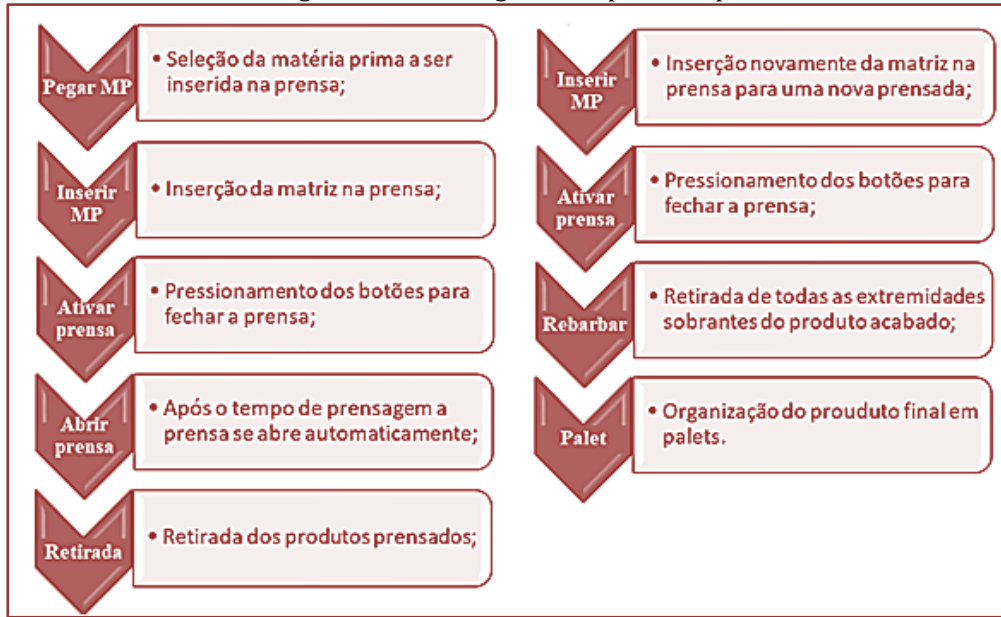 Pegar MP
• Seleção da matéria prima a ser
inserida na prensa;
Inserir
MP
• Inserção da matriz na prensa;
Ativar
prensa
• Pressionamento dos botões para
fechar a prensa;
Abrir
prensa
• Após o tempo de prensagem a
prensa se abre automaticamente;
Retirada
• Retirada dos produtos prensados;
Inserir
MP
• Inserção novamente da matriz na
prensa para uma nova prensada;
Ativar
prensa
• Pressionamento dos botões para
fechar a prensa;
Rebarbar
• Retirada de todas as extremidades
sobrantes do produto acabado;
Palet
• Organização do prouduto final em
palets.